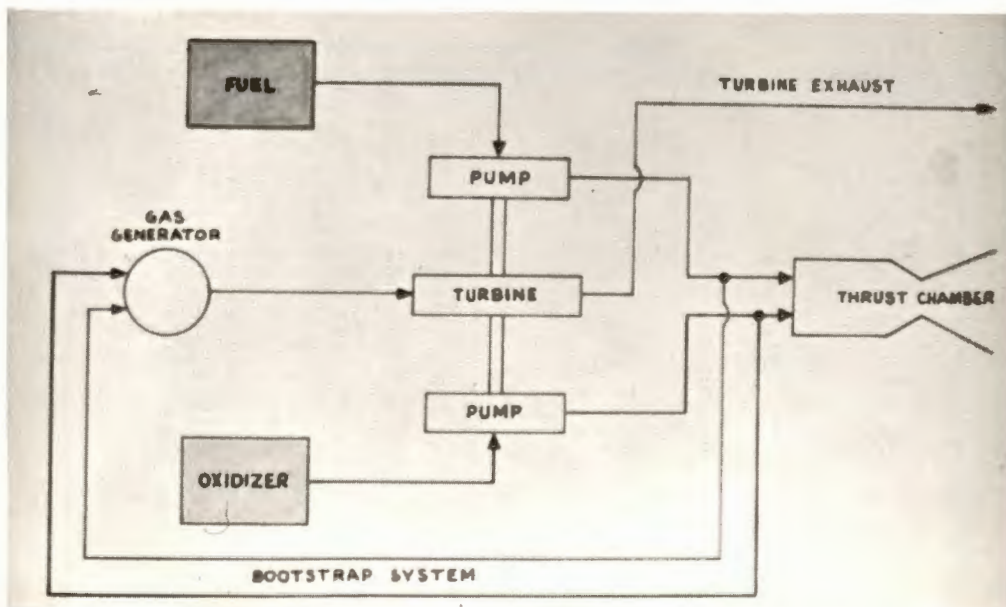 FUEL
TURBINE EXHAUST
PUMP
GAS
GENERATOR
TURBINE
THRUST CHAMBER
PUMP
OXIDIZER
BOOTSTRAP SYSTEM